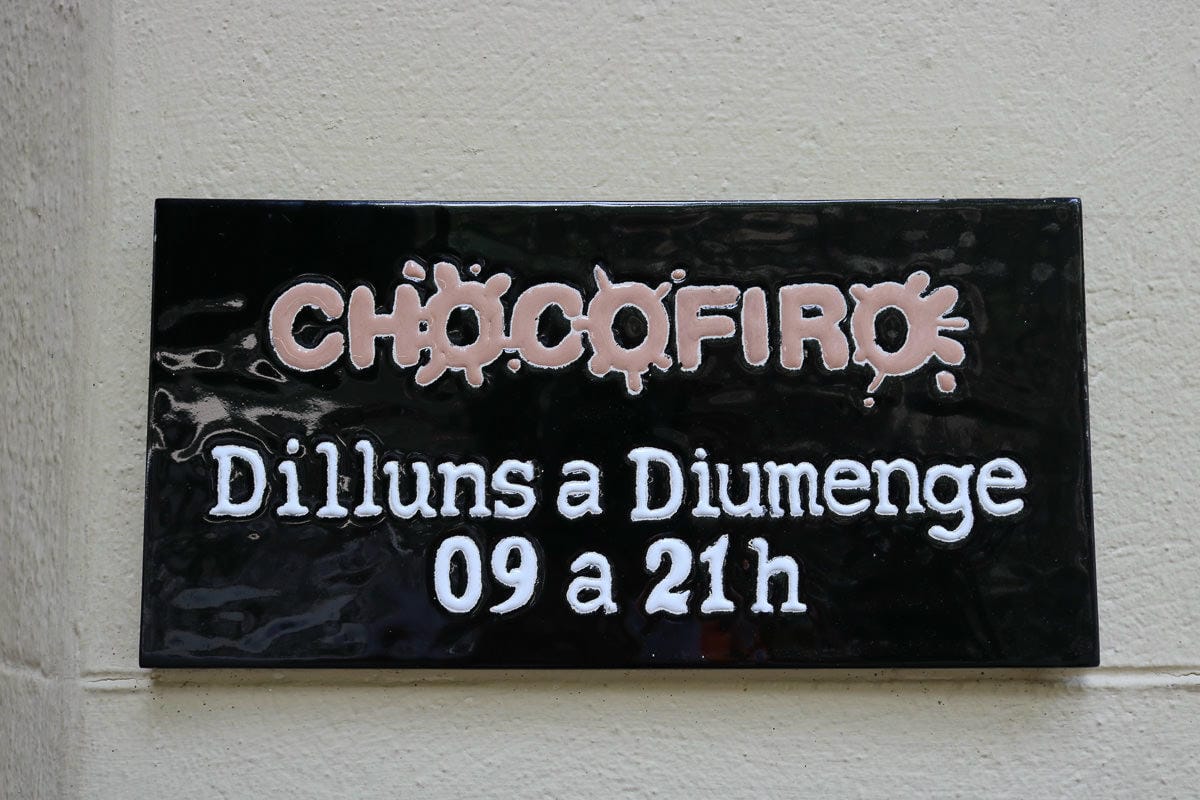 CHOCOFIRO
Dilluns a Diumenge
09 a 21h